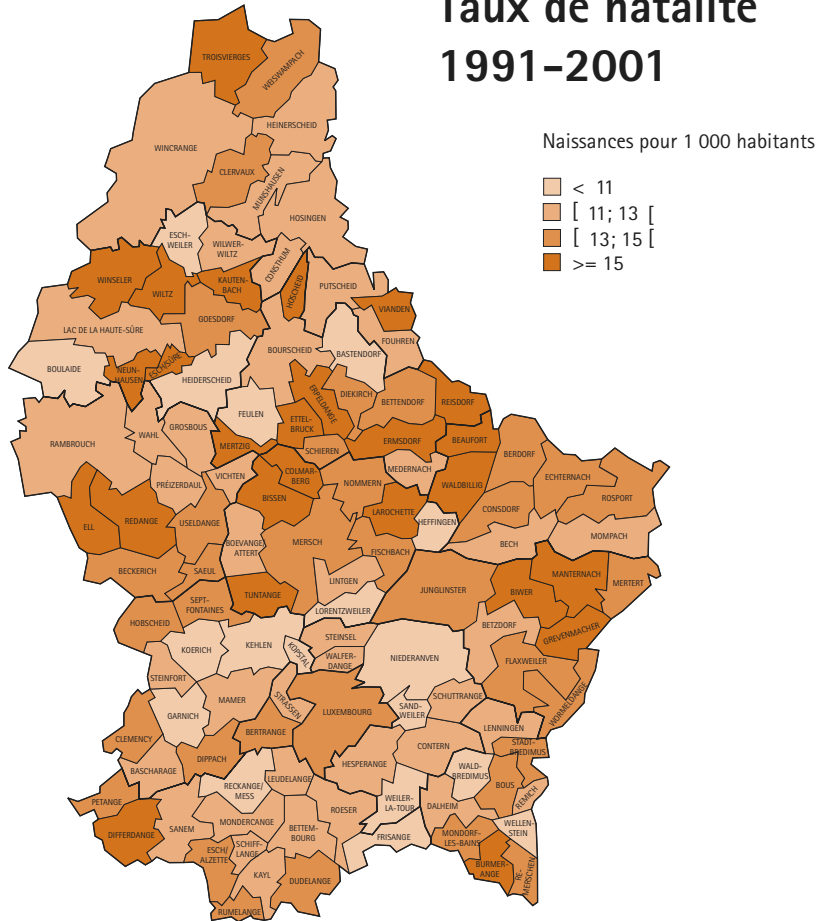 Taux de natalité
1991–2001
Naissances pour 1 000 habitants
< 11
[ 11; 13 [
[ 13; 15 [
>= 15
TROISVIERGES
WEISWAMPACH
HEINERSCHEID
WINCRANGE
CLERVAUX
MUNSHAUSEN
HOSINGEN
ESCH-
WEILER
WILWER-
WILTZ
CONSTHUM
WINSELER
WILTZ
KAUTEN-
BACH
HOSCHEID
PUTSCHEID
VIANDEN
GOESDORF
LAC DE LA HAUTE-SÛRE
FOUHREN
BOURSCHEID
BASTENDORF
BOULAIDE
NEUN-
HAUSEN
ESCH/SÛRE
HEIDERSCHEID
ERPELDANGE
DIEKIRCH
BETTENDORF
REISDORF
FEULEN
ETTEL-
BRUCK
GROSBOUS
WAHL
RAMBROUCH
MERTZIG
SCHIEREN
ERMSDORF
BEAUFORT
BERDORF
ECHTERNACH
ROSPORT
VICHTEN
COLMAR-
BERG
MEDERNACH
PRÉIZERDAUL
BISSEN
NOMMERN
WALDBILLIG
CONSDORF
LAROCHETTE
HEFFINGEN
ELL
REDANGE
USELDANGE
BOEVANGE/
ATTERT
MERSCH
BECH
MOMPACH
FISCHBACH
BECKERICH
SAEUL
LINTGEN
JUNGLINSTER
BIWER
MANTERNACH
MERTERT
TUNTANGE
SEPT-
FONTAINES
LORENTZWEILER
HOBSCHEID
BETZDORF
GREVENMACHER
STEINSEL
KOERICH
KEHLEN
KOPSTAL
WALFER-
DANGE
NIEDERANVEN
FLAXWEILER
STEINFORT
SCHUTTRANGE
WORMELDANGE
MAMER
STRASSEN
GARNICH
LUXEMBOURG
SAND-
WEILER
LENNINGEN
CLEMENCY
BERTRANGE
STADT-
BREDIMUS
CONTERN
DIPPACH
BASCHARAGE
HESPERANGE
WALD-
BREDIMUS
LEUDELANGE
RECKANGE/
MESS
BOUS
REMICH
PETANGE
WEILER-
LA-TOUR
DALHEIM
ROESER
MONDERCANGE
SANEM
DIFFERDANGE
BETTEM-
BOURG
FRISANGE
MONDORF-
LES-BAINS
WELLEN-
STEIN
ESCH/
ALZETTE
SCHIFF-
LANGE
BURMER-
ANGE
RE-
MERSCHEN
KAYL
DUDELANGE
RUMELANGE